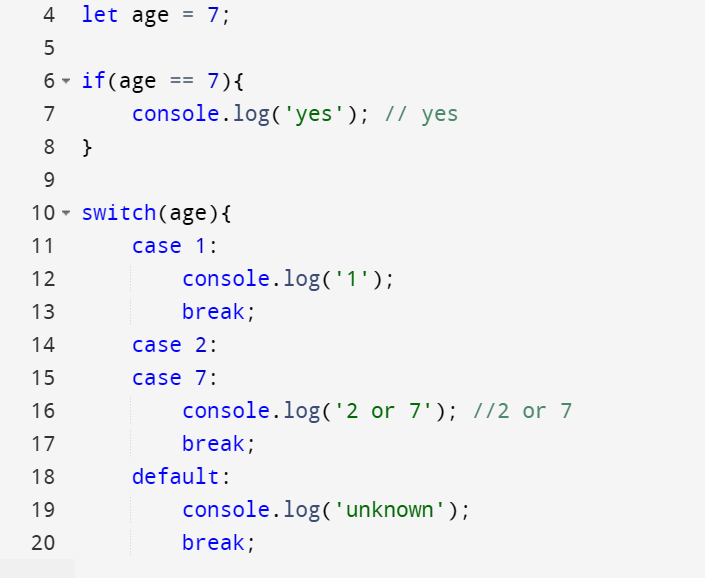 4 let age = 7;
5
6 if(age == 7){
7     console.log('yes'); // yes
8 }
9
10 switch(age){
11     case 1:
12         console.log('1');
13         break;
14     case 2:
15     case 7:
16         console.log('2 or 7'); //2 or 7
17         break;
18     default:
19         console.log('unknown');
20         break;